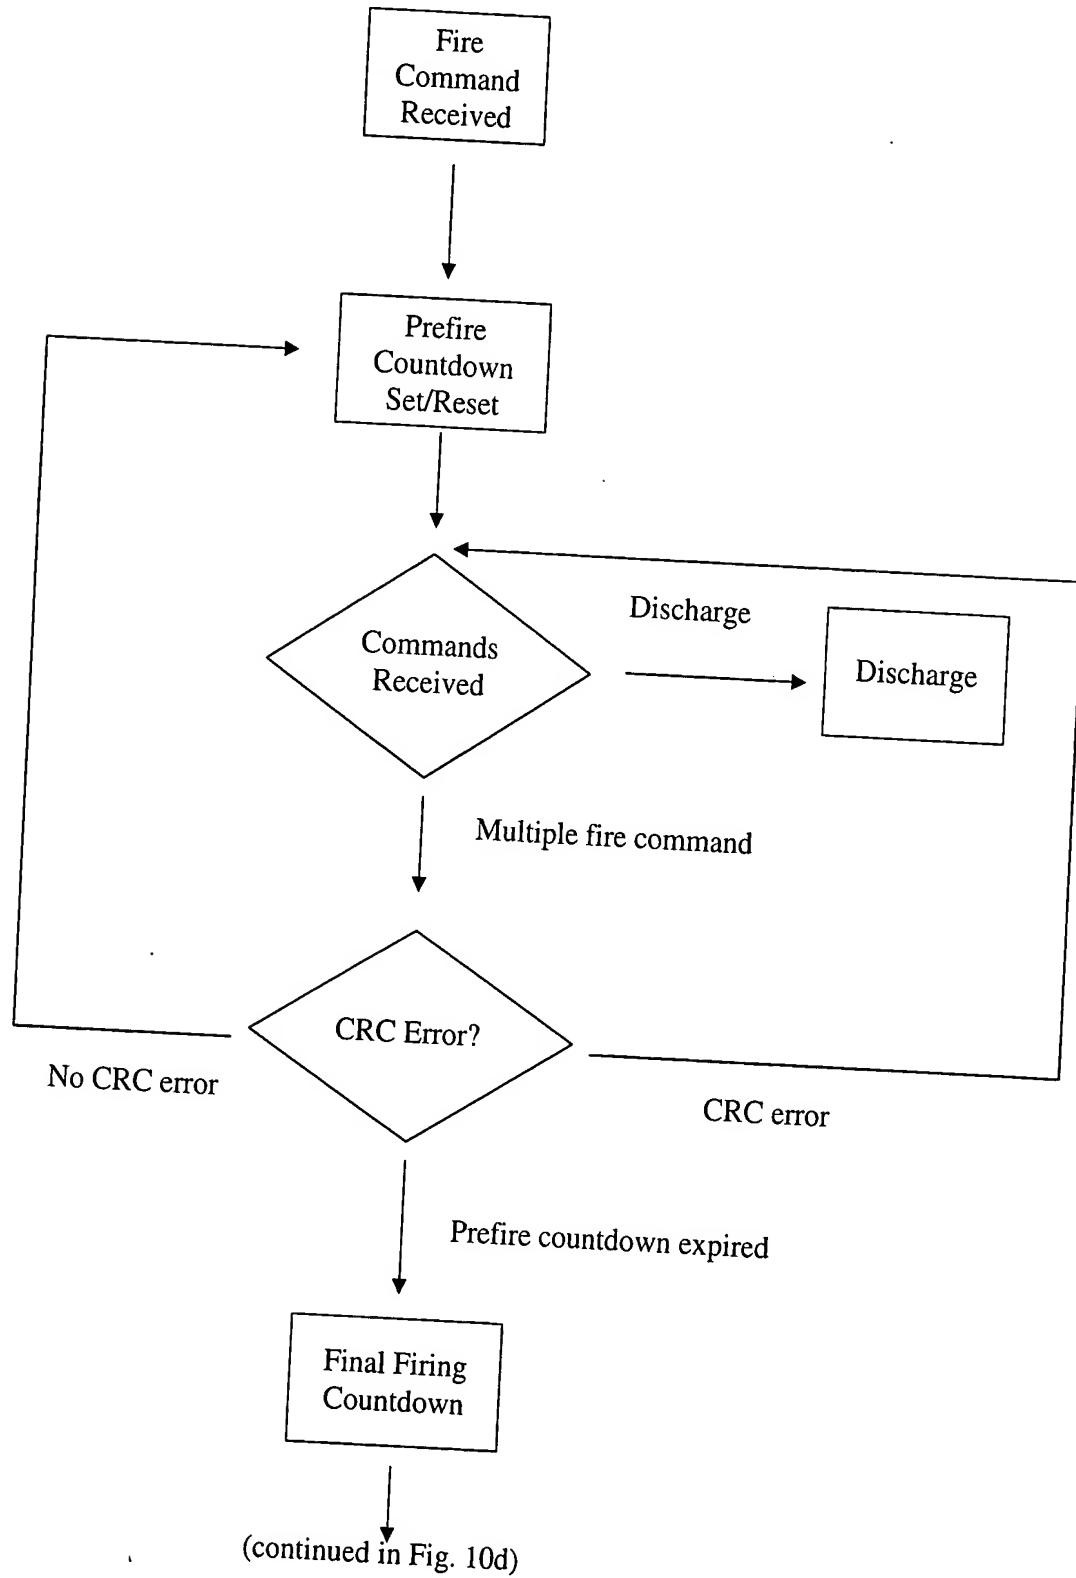 Fire
Command
Received
Prefire
Countdown
Set/Reset
Discharge
Commands
Received
Discharge
Multiple fire command
CRC Error?
No CRC error
CRC error
Prefire countdown expired
Final Firing
Countdown
(continued in Fig. 10d)